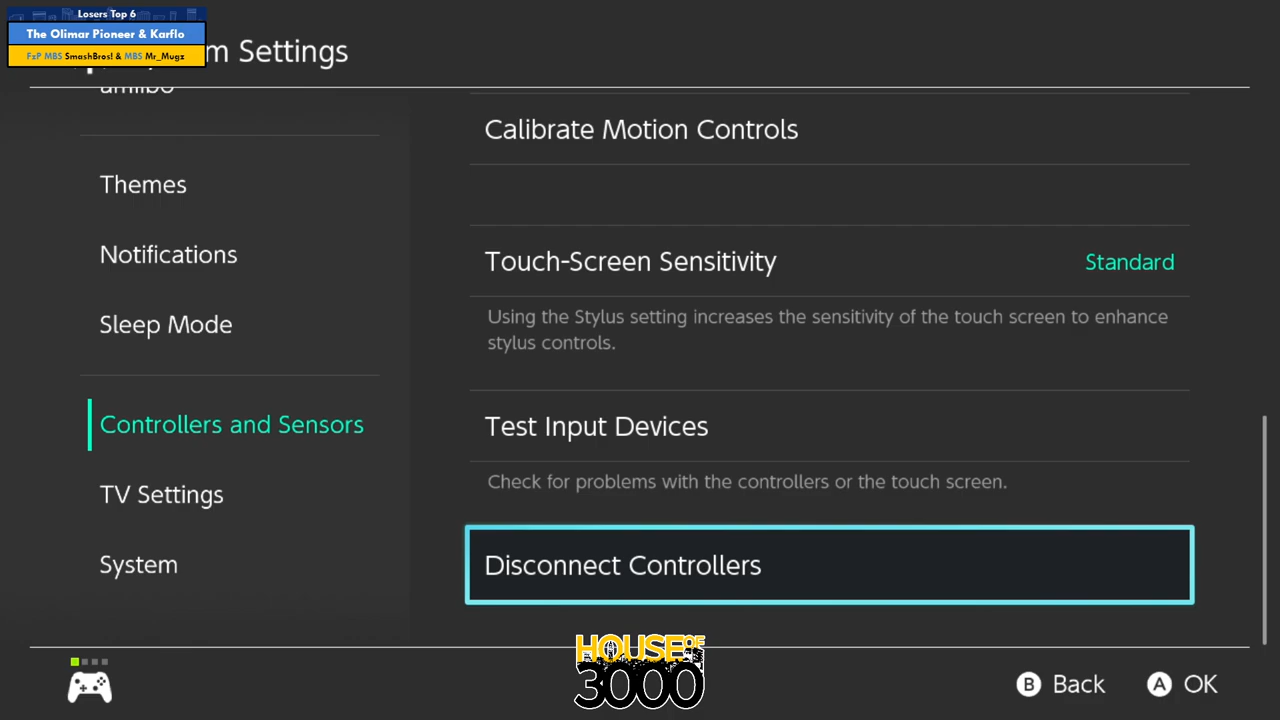 Losers Top 6
The Olimar Pioneer & Karflo
FzP MBS SmashBros! & MBS Mr_Mugz
m Settings
amiibo
Themes
Notifications
Sleep Mode
Controllers and Sensors
TV Settings
System
Calibrate Motion Controls
Touch-Screen Sensitivity Standard
Using the Stylus setting increases the sensitivity of the touch screen to enhance
stylus controls.
Test Input Devices
Check for problems with the controllers or the touch screen.
Disconnect Controllers
HOUSE OF
3000
B Back A OK